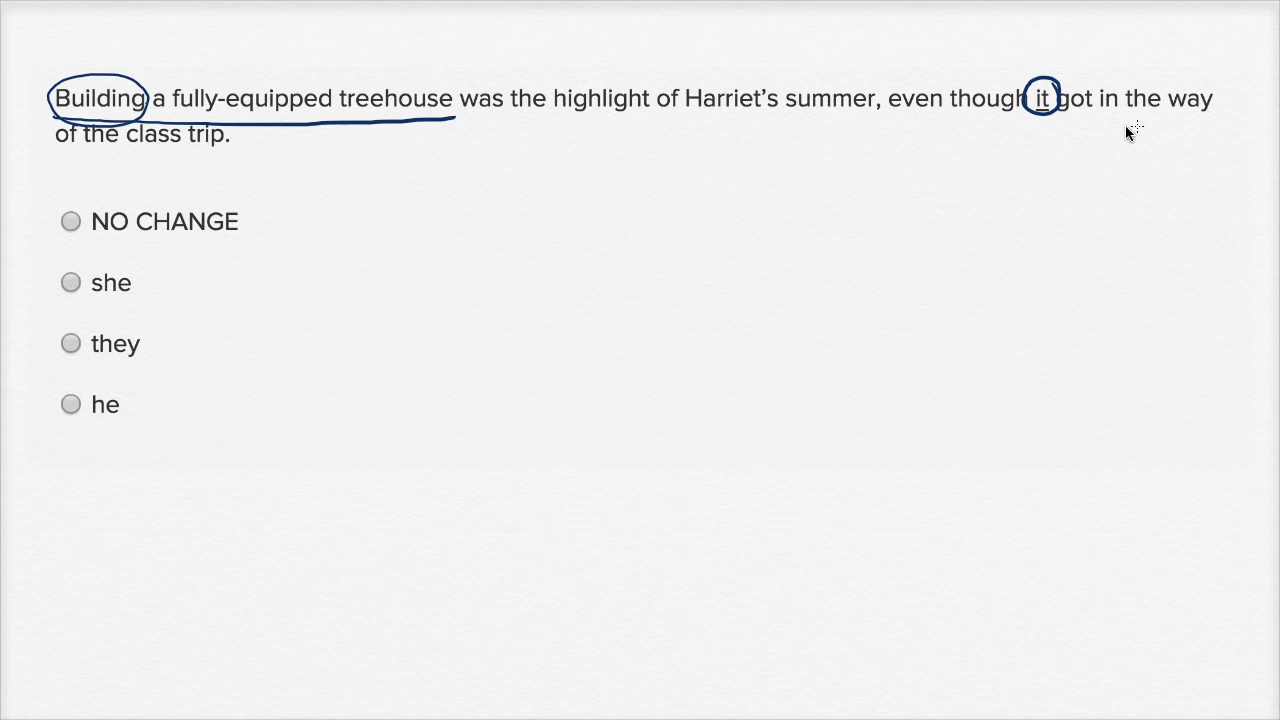 Building a fully-equipped treehouse was the highlight of Harriet’s summer, even though it got in the way
of the class trip.
NO CHANGE
she
they
he